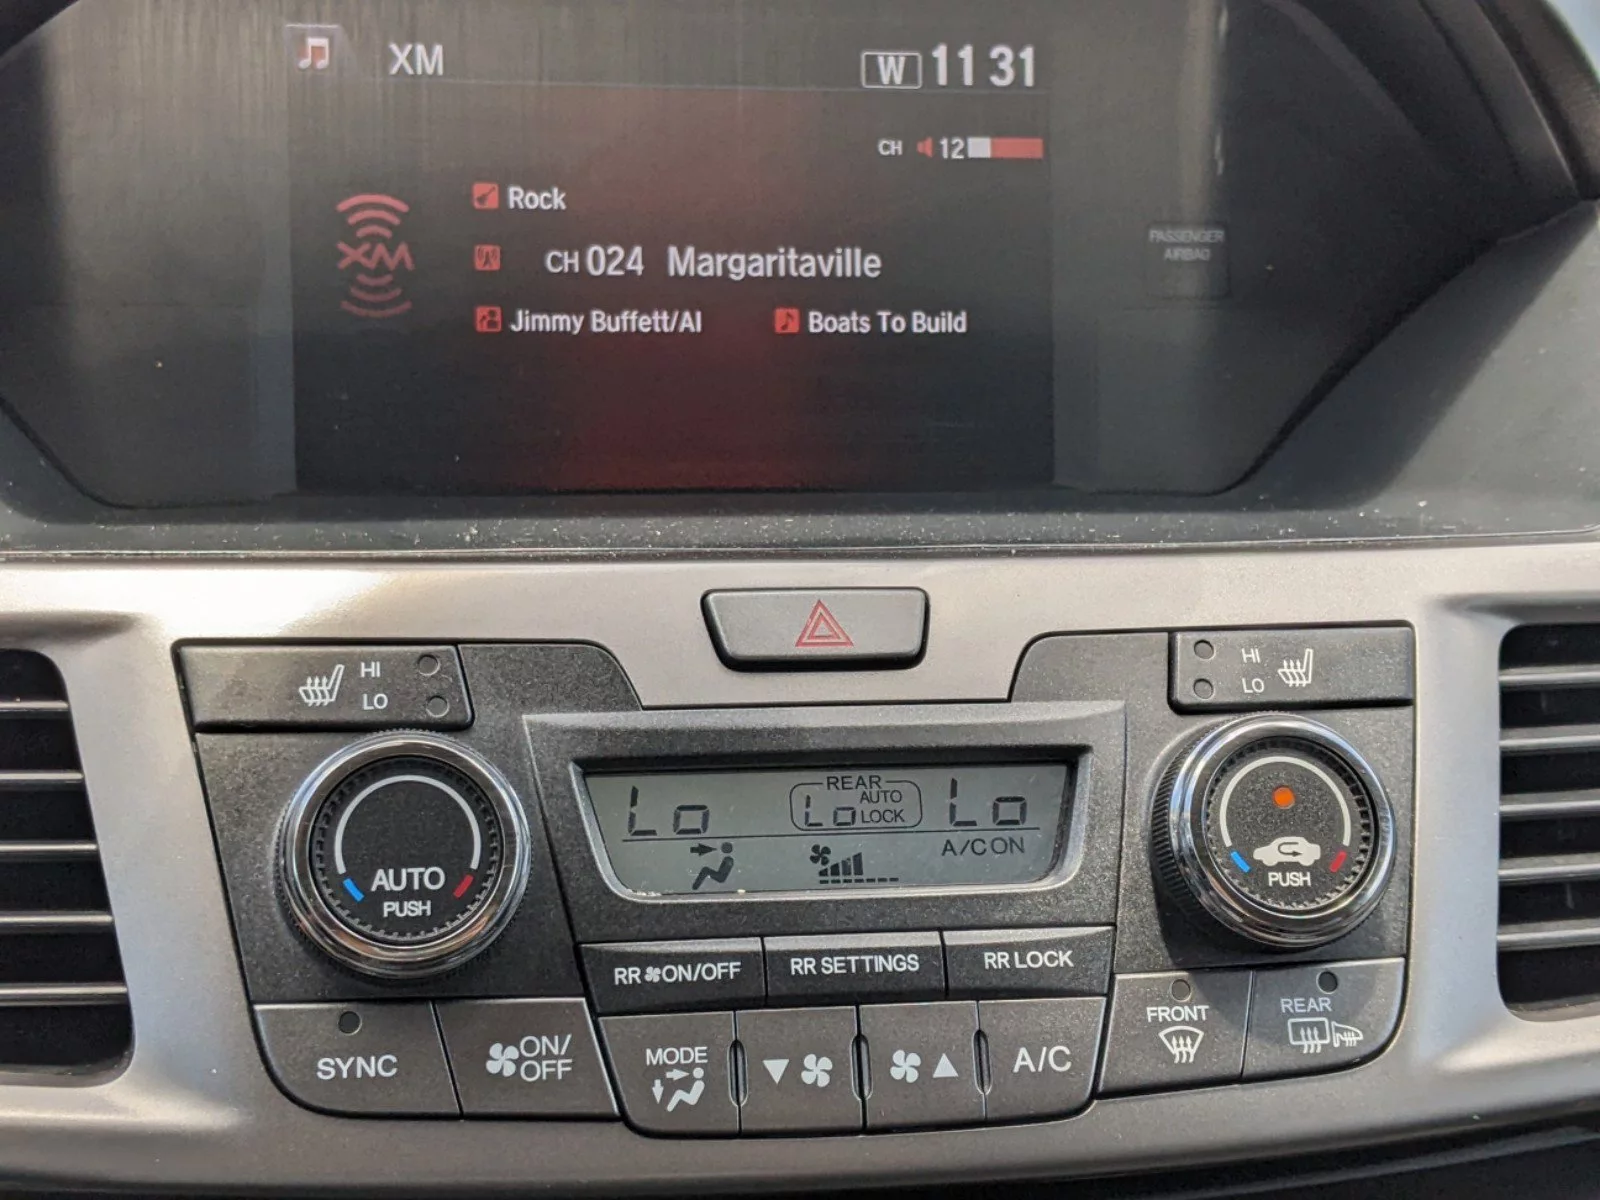 XM
W 11 31
CH 12
Rock
XM
CH 024 Margaritaville
Jimmy Buffett/Al
Boats To Build
PASSENGER
AIRBAG
HI
LO
HI
LO
AUTO
PUSH
Lo
REAR
Lo AUTO
LOCK
Lo
A/C ON
PUSH
RR ON/OFF
RR SETTINGS
RR LOCK
SYNC
ON/
OFF
MODE
A/C
FRONT
REAR